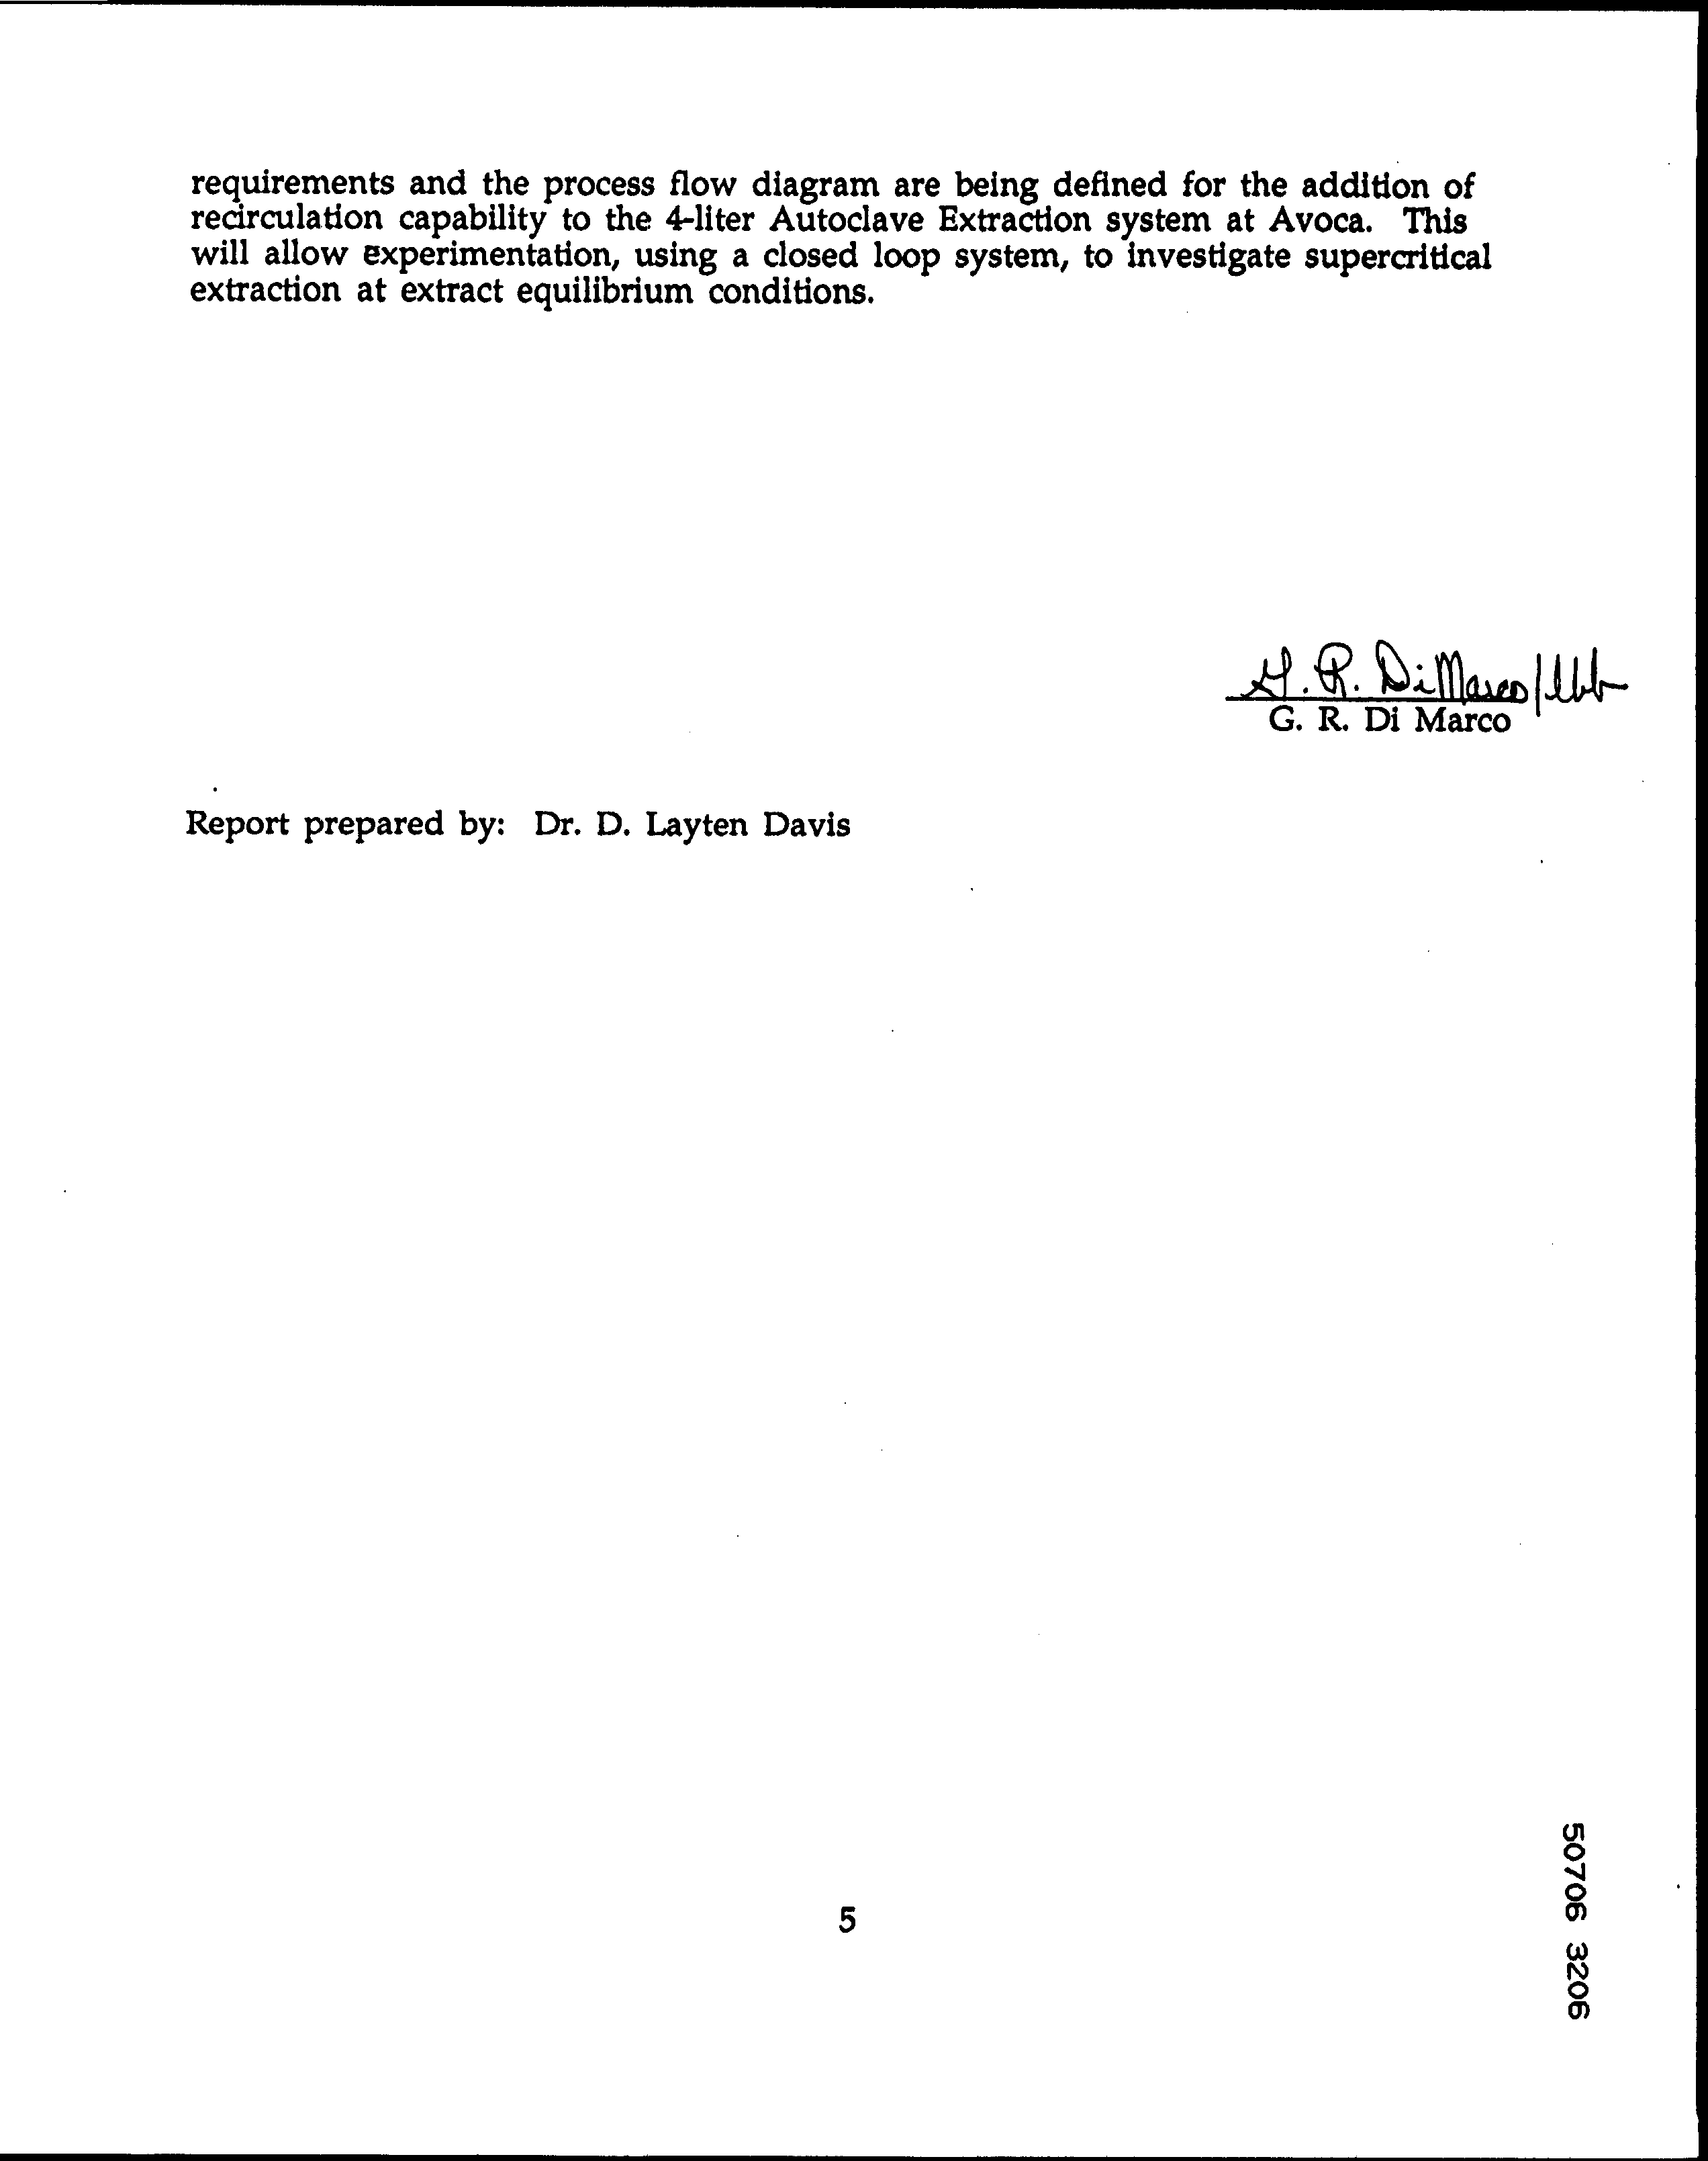 requirements and the process flow diagram are being defined for the addition of
recirculation capability to the 4-liter Autoclave Extraction system at Avoca. This
will allow experimentation, using a closed loop system, to investigate supercritical
extraction at extract equilibrium conditions.
G. R. DiMarco/
G. R. Di Marco
Report prepared by: Dr. D. Layten Davis
5
50706 3206